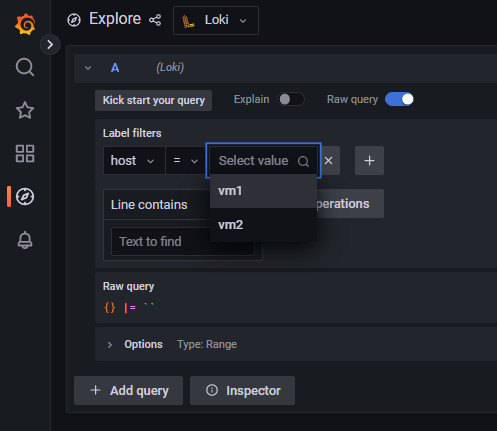 Explore
Loki
A (Loki)
Kick start your query Explain Raw query
Label filters
host = Select value
vm1
vm2
Line contains perations
Text to find
Raw query
{} |= ``
Options Type: Range
+ Add query Inspector